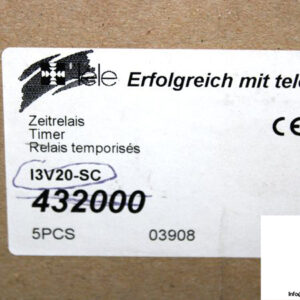 tele Erfolgreich mit tele
Zeitrelais
Timer
Relais temporisés
CE
I3V20-SC
432000
5PCS 03908